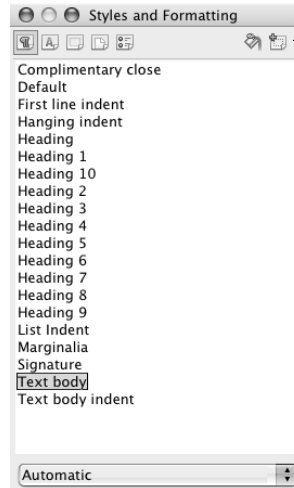 Styles and Formatting
Complimentary close
Default
First line indent
Hanging indent
Heading
Heading 1
Heading 10
Heading 2
Heading 3
Heading 4
Heading 5
Heading 6
Heading 7
Heading 8
Heading 9
List Indent
Marginalia
Signature
Text body
Text body indent
Automatic